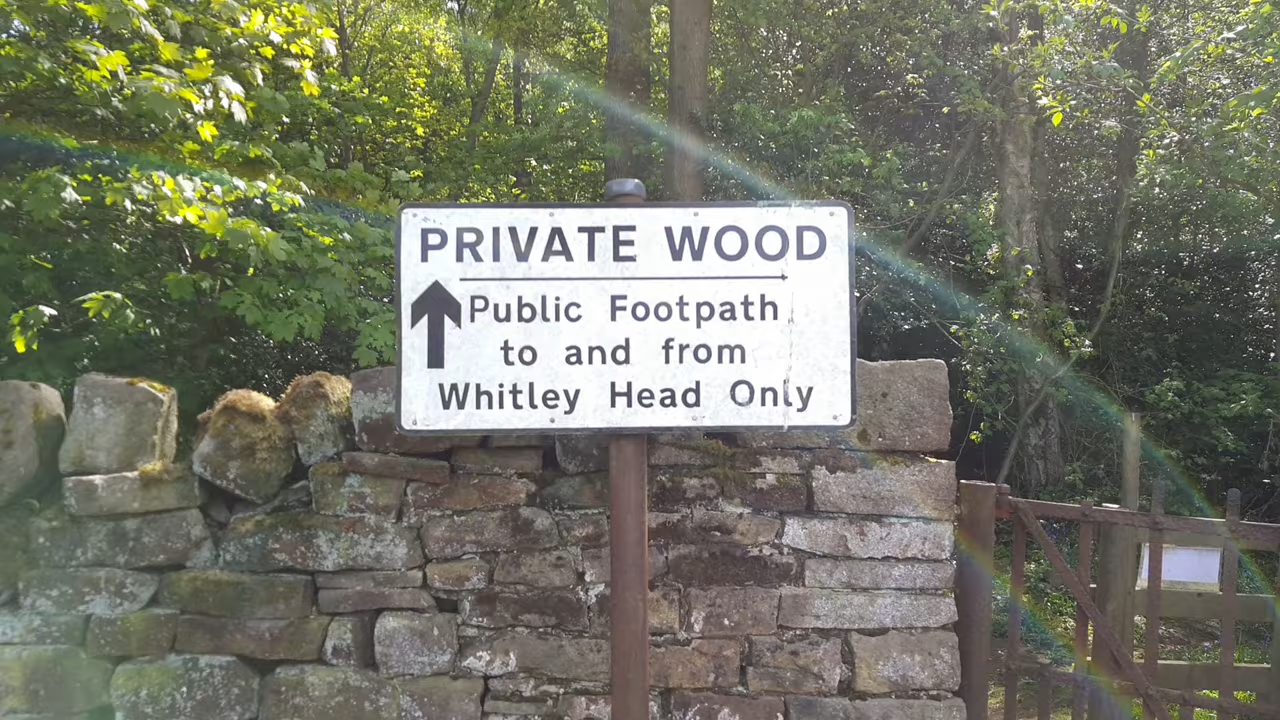 PRIVATE WOOD
Public Footpath
to and from
Whitley Head Only